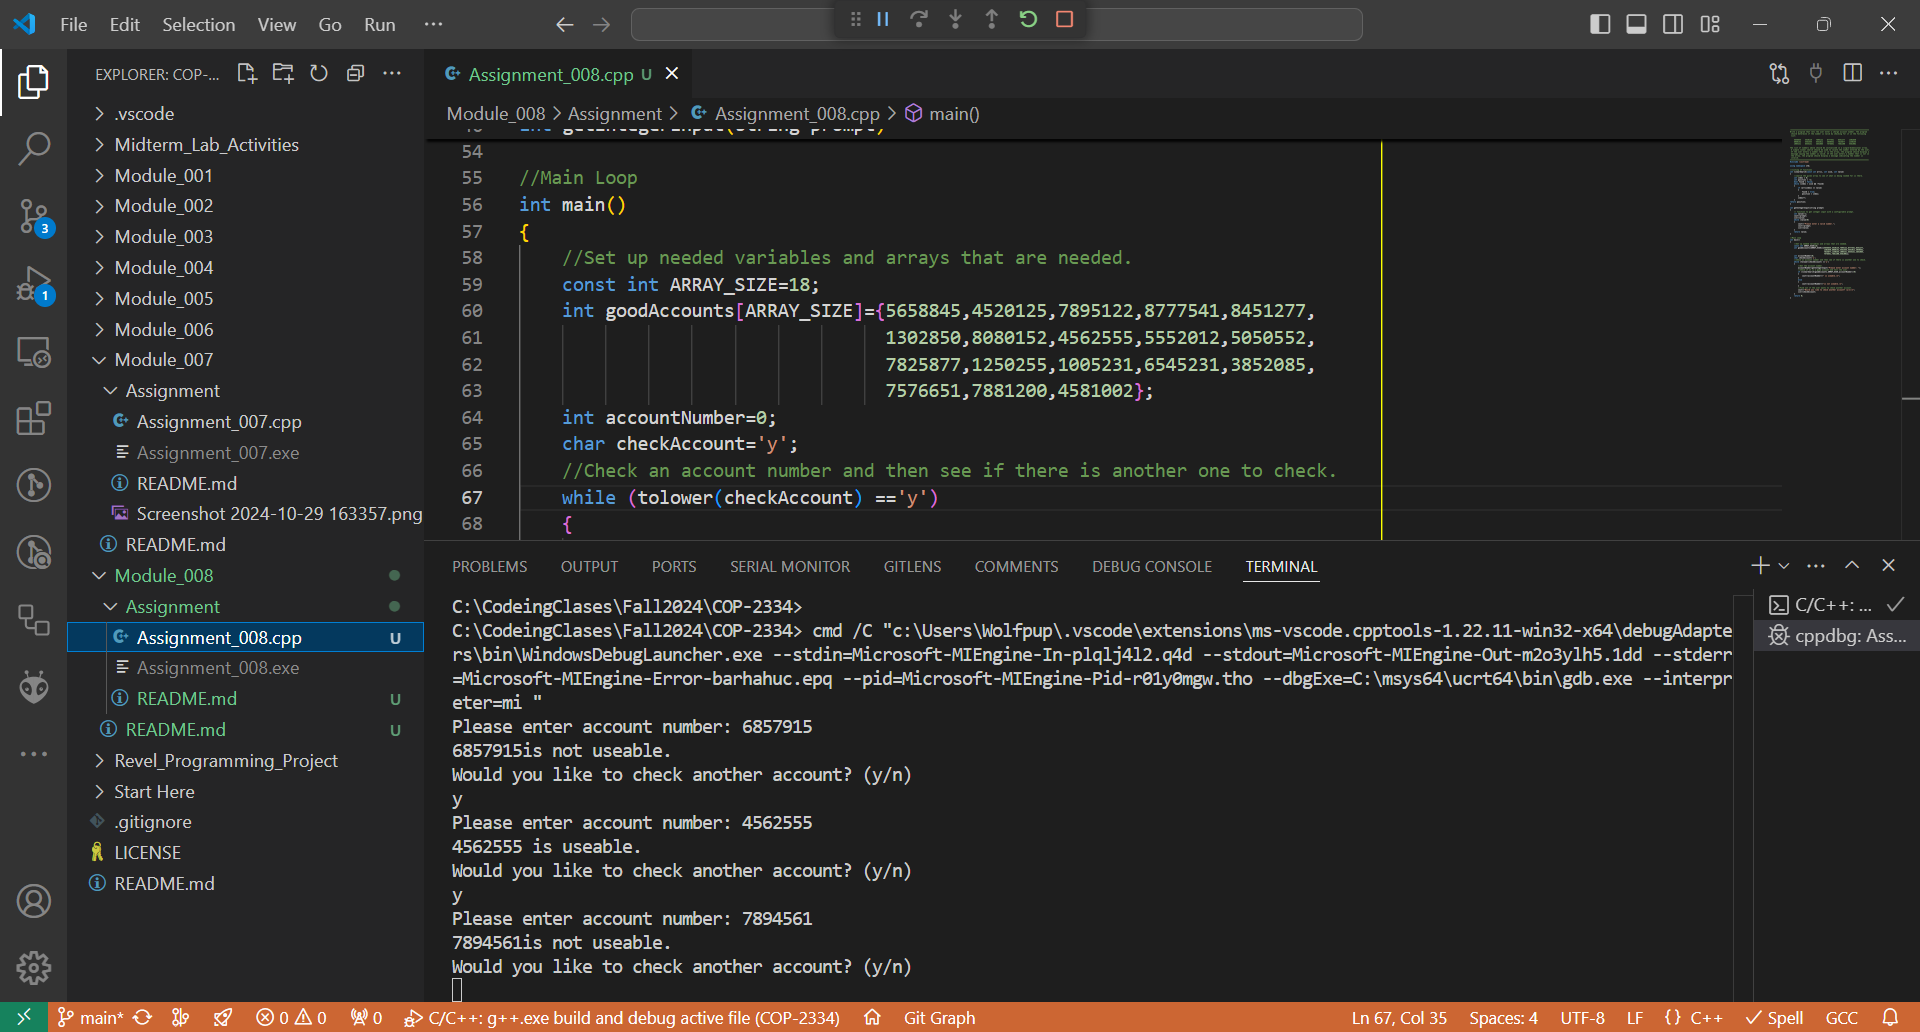 File Edit Selection View Go Run
EXPLORER: COP-...
.vscode
Midterm_Lab_Activities
Module_001
Module_002
Module_003
Module_004
Module_005
Module_006
Module_007
Assignment
Assignment_007.cpp
Assignment_007.exe
README.md
Screenshot 2024-10-29 163357.png
README.md
Module_008
Assignment
Assignment_008.cpp U
Assignment_008.exe
README.md U
README.md U
Revel_Programming_Project
Start Here
.gitignore
LICENSE
README.md
3
1
Assignment_008.cpp U
Module_008 > Assignment > Assignment_008.cpp > main()
54
55 //Main Loop
56 int main()
57 {
58 //Set up needed variables and arrays that are needed.
59 const int ARRAY_SIZE=18;
60 int goodAccounts[ARRAY_SIZE]={5658845,4520125,7895122,8777541,8451277,
61 1302850,8080152,4562555,5552012,5050552,
62 7825877,1250255,1005231,6545231,3852085,
63 7576651,7881200,4581002};
64 int accountNumber=0;
65 char checkAccount='y';
66 //Check an account number and then see if there is another one to check.
67 while (tolower(checkAccount) =='y')
68 {
PROBLEMS OUTPUT PORTS SERIAL MONITOR GITLENS COMMENTS DEBUG CONSOLE TERMINAL
C:\CodeingClases\Fall2024\COP-2334>
C:\CodeingClases\Fall2024\COP-2334> cmd /C "c:\Users\Wolfpup\.vscode\extensions\ms-vscode.cpptools-1.22.11-win32-x64\debugAdapte
rs\bin\WindowsDebugLauncher.exe --stdin=Microsoft-MIEngine-In-plqlj4l2.q4d --stdout=Microsoft-MIEngine-Out-m2o3ylh5.1dd --stderr
=Microsoft-MIEngine-Error-barhahuc.epq --pid=Microsoft-MIEngine-Pid-r01y0mgw.tho --dbgExe=C:\msys64\ucrt64\bin\gdb.exe --interpr
eter=mi "
Please enter account number: 6857915
6857915is not useable.
Would you like to check another account? (y/n)
y
Please enter account number: 4562555
4562555 is useable.
Would you like to check another account? (y/n)
y
Please enter account number: 7894561
7894561is not useable.
Would you like to check another account? (y/n)
C/C++: ...
cppdbg: Ass...
main* 0 0 0 C/C++: g++.exe build and debug active file (COP-2334) Git Graph Ln 67, Col 35 Spaces: 4 UTF-8 LF {} C++ Spell GCC